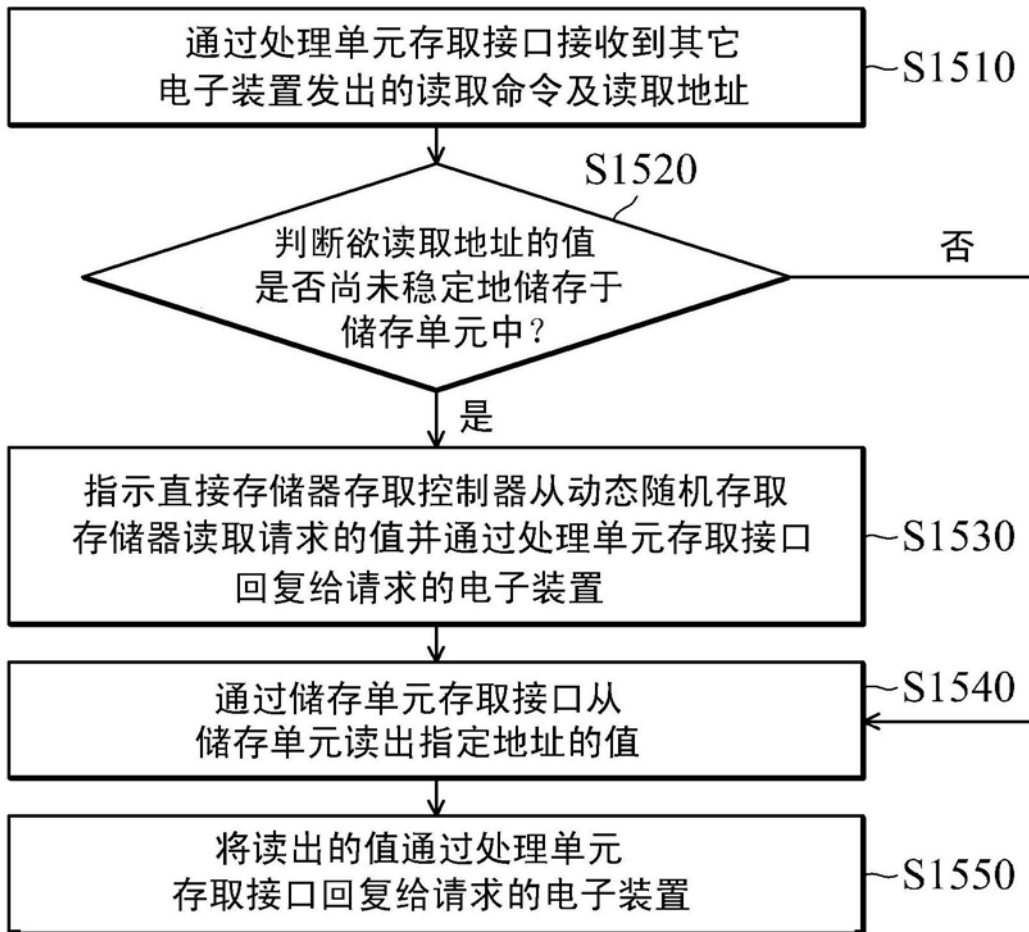 通过处理单元存取接口接收到其它
电子装置发出的读取命令及读取地址
S1510
S1520
判断欲读取地址的值
是否尚未稳定地储存于
储存单元中？
否
是
指示直接存储器存取控制器从动态随机存取
存储器读取请求的值并通过处理单元存取接口
回复给请求的电子装置
S1530
通过储存单元存取接口从
储存单元读出指定地址的值
S1540
将读出的值通过处理单元
存取接口回复给请求的电子装置
S1550